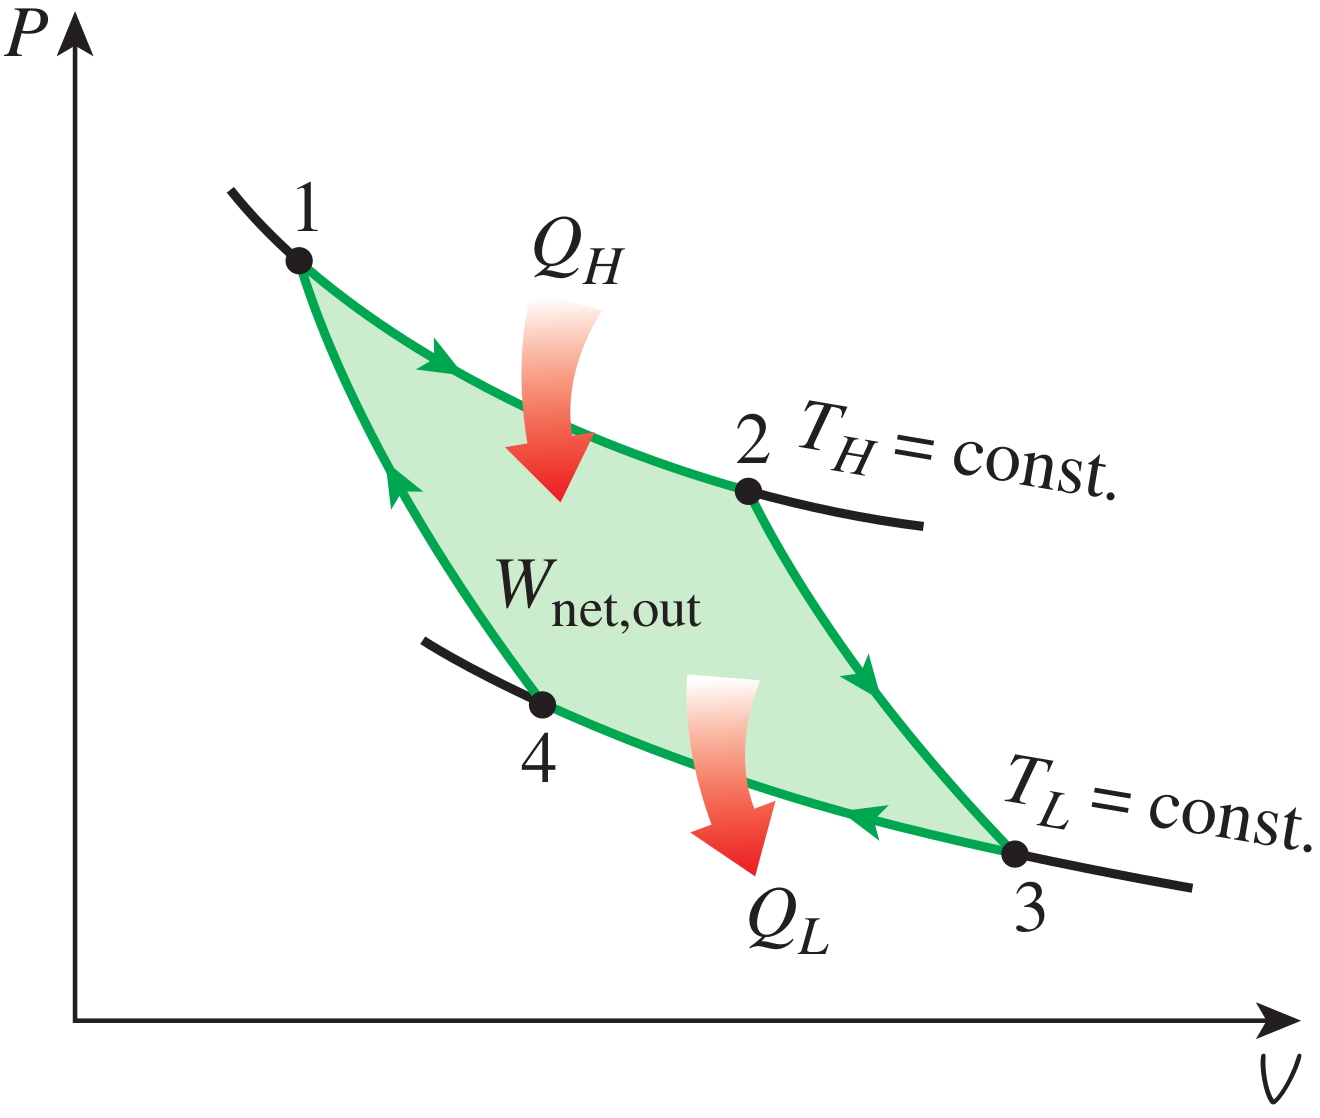 P
1
Q_H
2
T_H = const.
W_net,out
4
T_L = const.
3
Q_L
V